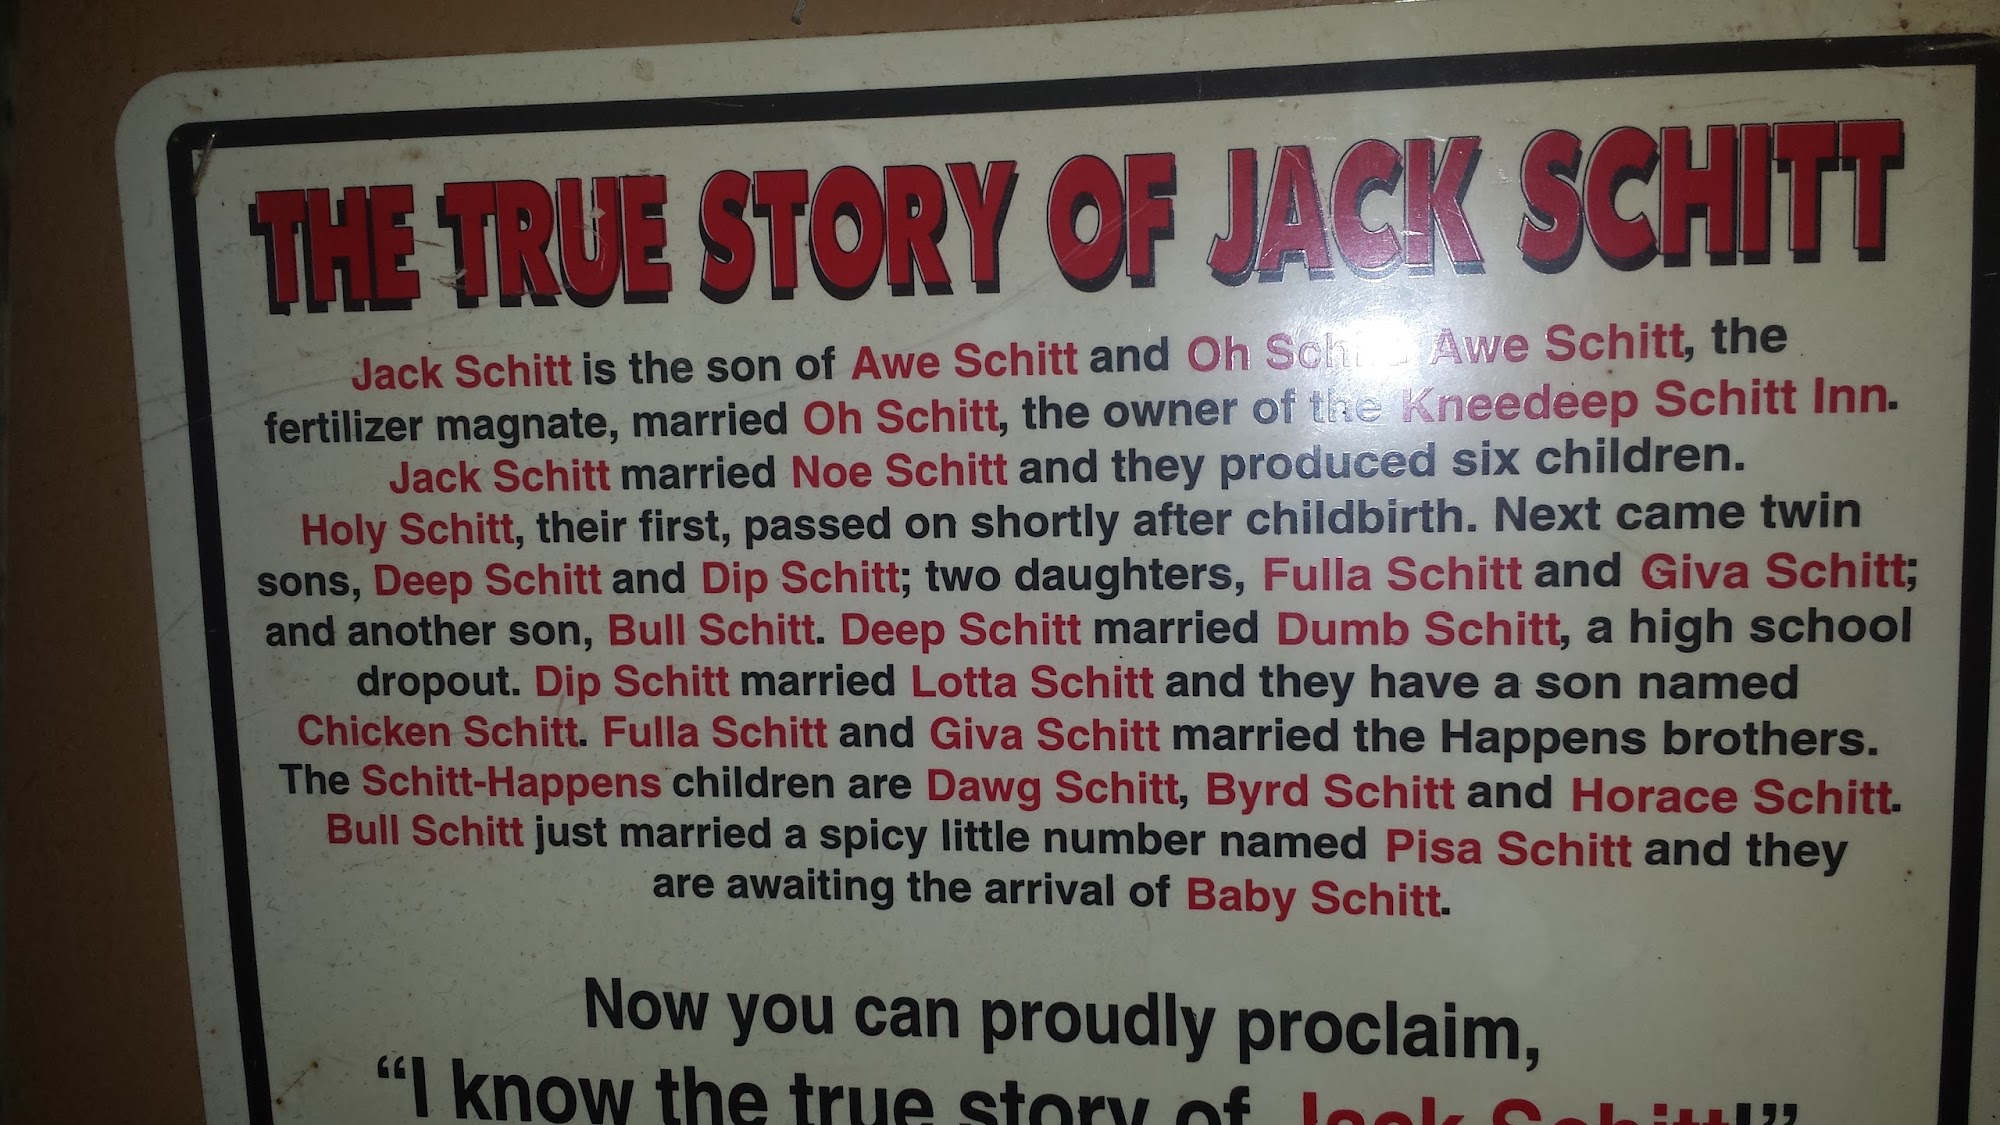 THE TRUE STORY OF JACK SCHITT
Jack Schitt is the son of Awe Schitt and Oh Schitt. Awe Schitt, the
fertilizer magnate, married Oh Schitt, the owner of the Kneedeep Schitt Inn.
Jack Schitt married Noe Schitt and they produced six children.
Holy Schitt, their first, passed on shortly after childbirth. Next came twin
sons, Deep Schitt and Dip Schitt; two daughters, Fulla Schitt and Giva Schitt;
and another son, Bull Schitt. Deep Schitt married Dumb Schitt, a high school
dropout. Dip Schitt married Lotta Schitt and they have a son named
Chicken Schitt. Fulla Schitt and Giva Schitt married the Happens brothers.
The Schitt-Happens children are Dawg Schitt, Byrd Schitt and Horace Schitt.
Bull Schitt just married a spicy little number named Pisa Schitt and they
are awaiting the arrival of Baby Schitt.
Now you can proudly proclaim,
“I know the true story of Jack Schitt!”